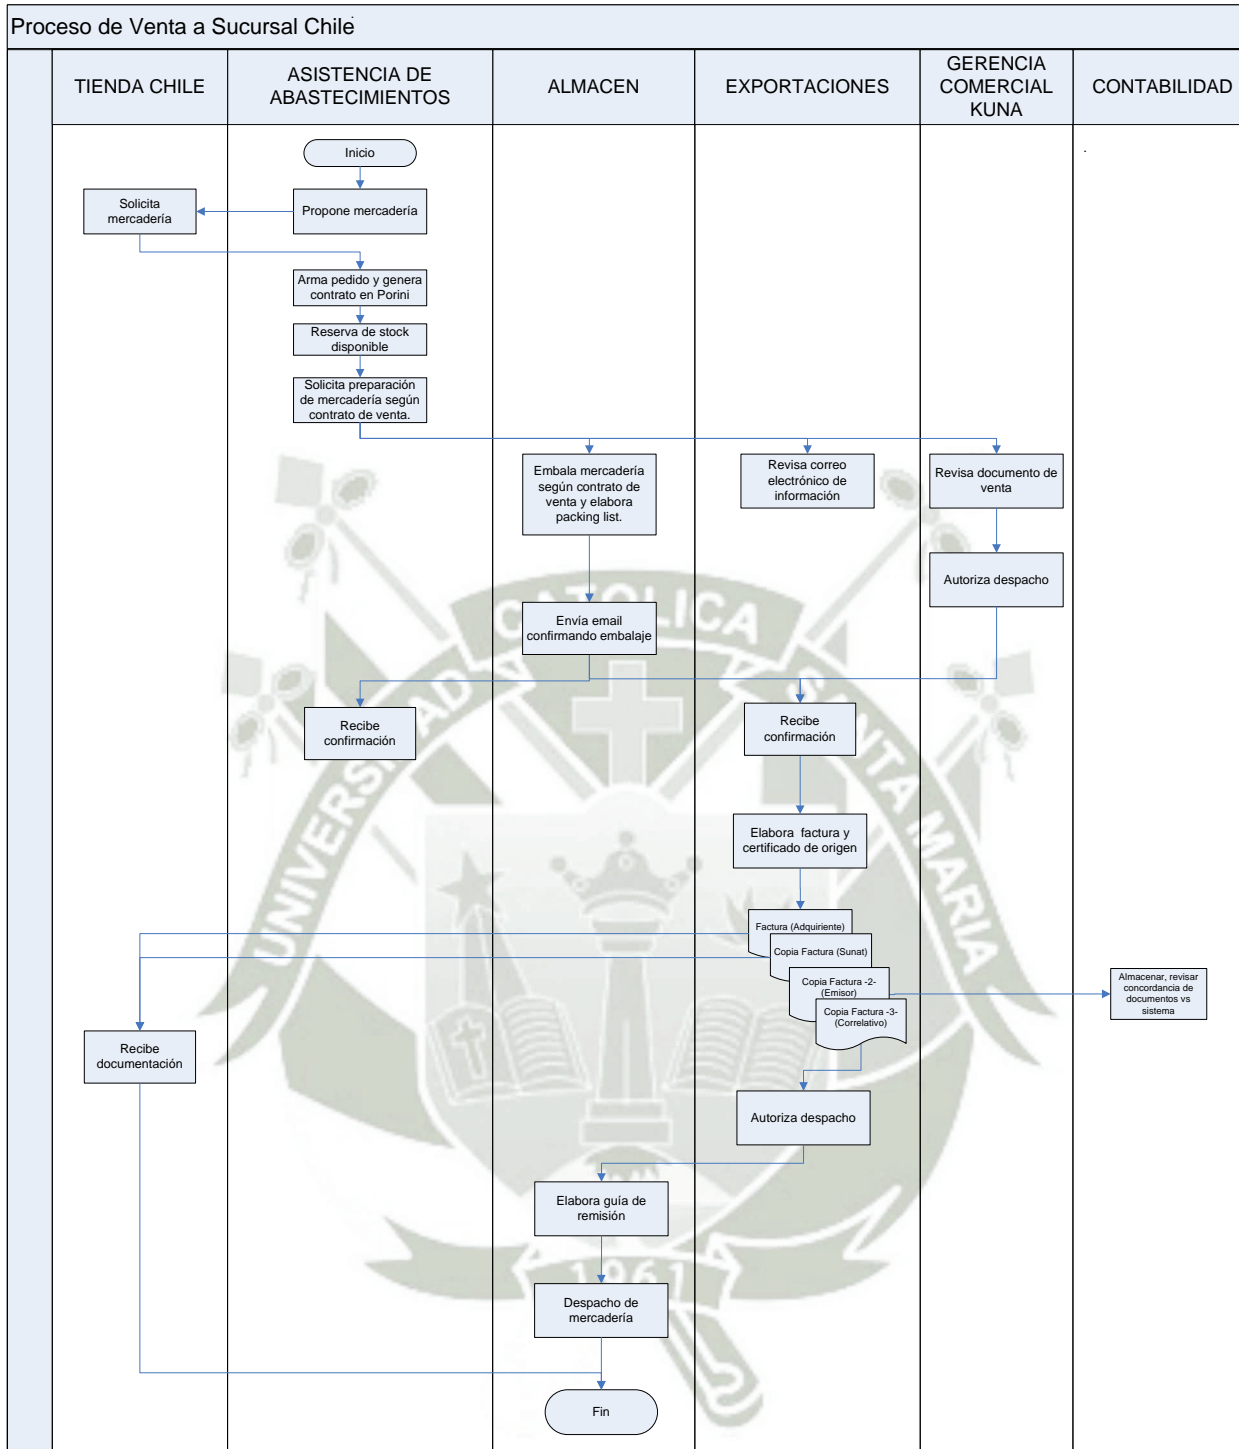 Proceso de Venta a Sucursal Chile
TIENDA CHILE
ASISTENCIA DE
ABASTECIMIENTOS
ALMACEN
EXPORTACIONES
GERENCIA
COMERCIAL
KUNA
CONTABILIDAD
Inicio
Solicita
mercadería
Propone mercadería
Arma pedido y genera
contrato en Porini
Reserva de stock
disponible
Solicita preparación
de mercadería según
contrato de venta.
Embala mercadería
según contrato de
venta y elabora
packing list.
Revisa correo
electrónico de
información
Revisa documento de
venta
Autoriza despacho
Envía email
confirmando embalaje
Recibe
confirmación
Recibe
confirmación
Elabora factura y
certificado de origen
Factura (Adquiriente)
Copia Factura (Sunat)
Copia Factura -2-
(Emisor)
Copia Factura -3-
(Correlativo)
Almacenar, revisar
concordancia de
documentos vs
sistema
Recibe
documentación
Autoriza despacho
Elabora guía de
remisión
Despacho de
mercadería
Fin
UNIVERSIDAD CATOLICA SANTA MARIA
1961